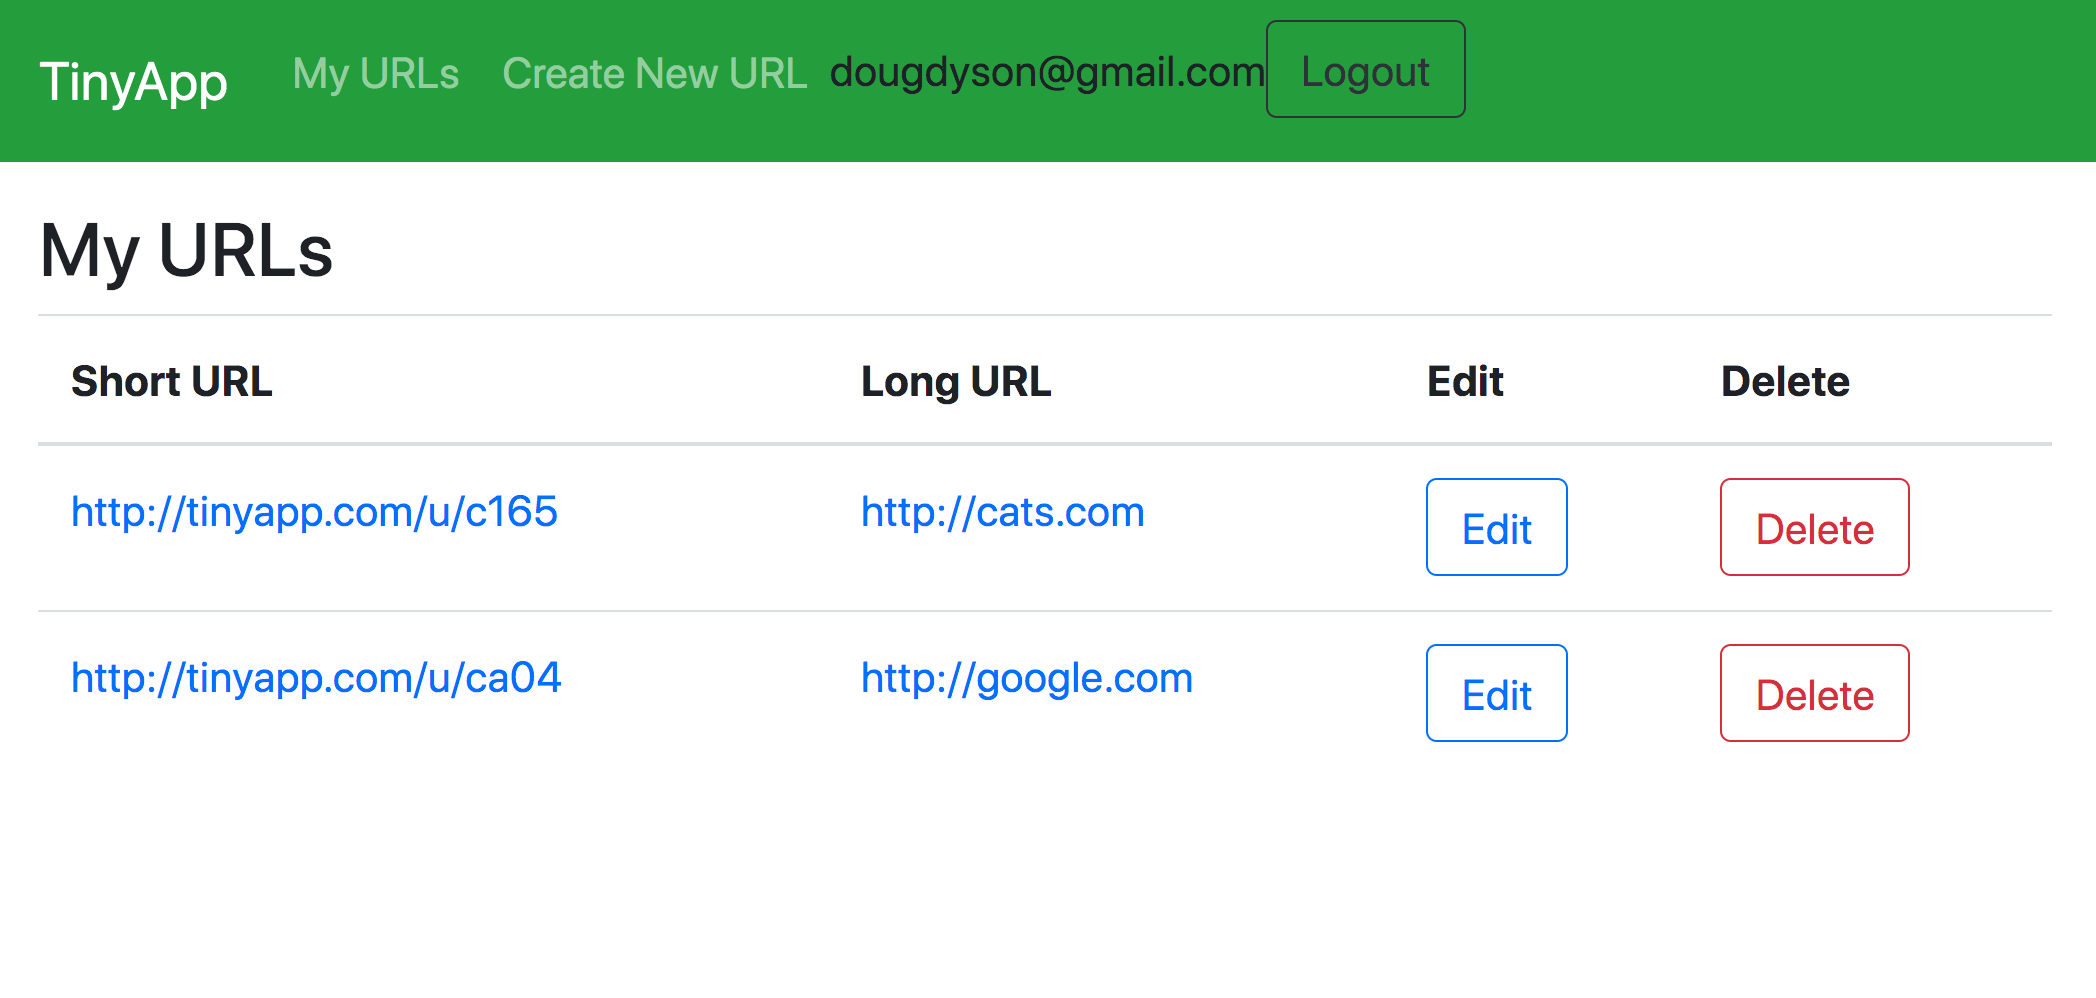 TinyApp My URLs Create New URL dougdyson@gmail.com Logout
My URLs
Short URL Long URL Edit Delete
http://tinyapp.com/u/c165 http://cats.com Edit Delete
http://tinyapp.com/u/ca04 http://google.com Edit Delete